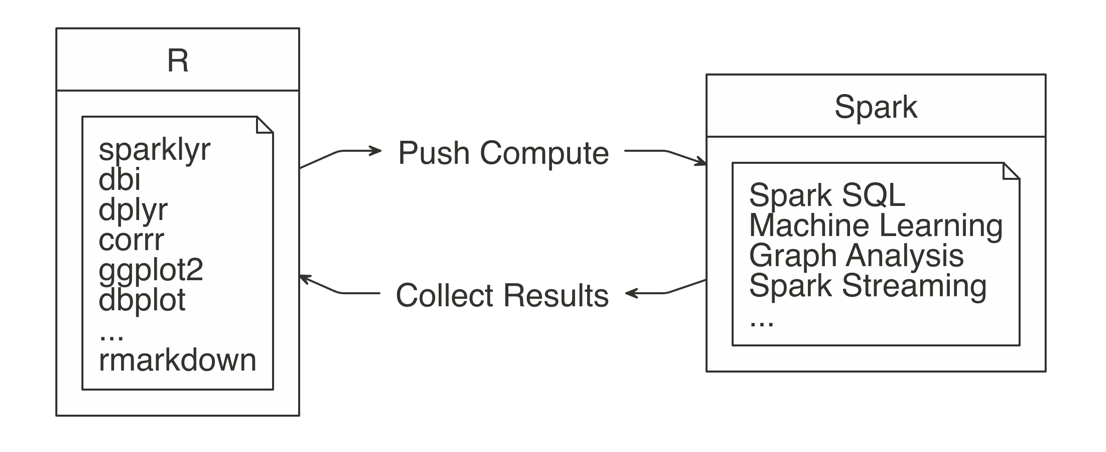 R
sparklyr
dbi
dplyr
corrr
ggplot2
dbplot
...
rmarkdown
Push Compute
Collect Results
Spark
Spark SQL
Machine Learning
Graph Analysis
Spark Streaming
...